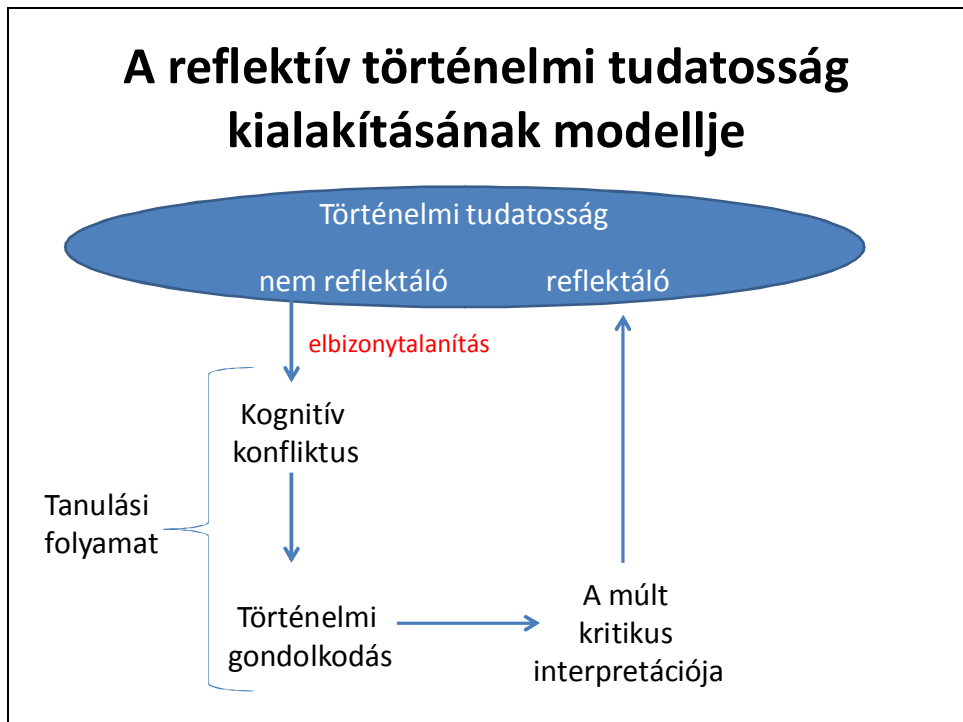 A reflektív történelmi tudatosság
kialakításának modellje
Történelmi tudatosság
nem reflektáló
reflektáló
elbizonytalanítás
Kognitív
konfliktus
Tanulási
folyamat
Történelmi
gondolkodás
A múlt
kritikus
interpretációja